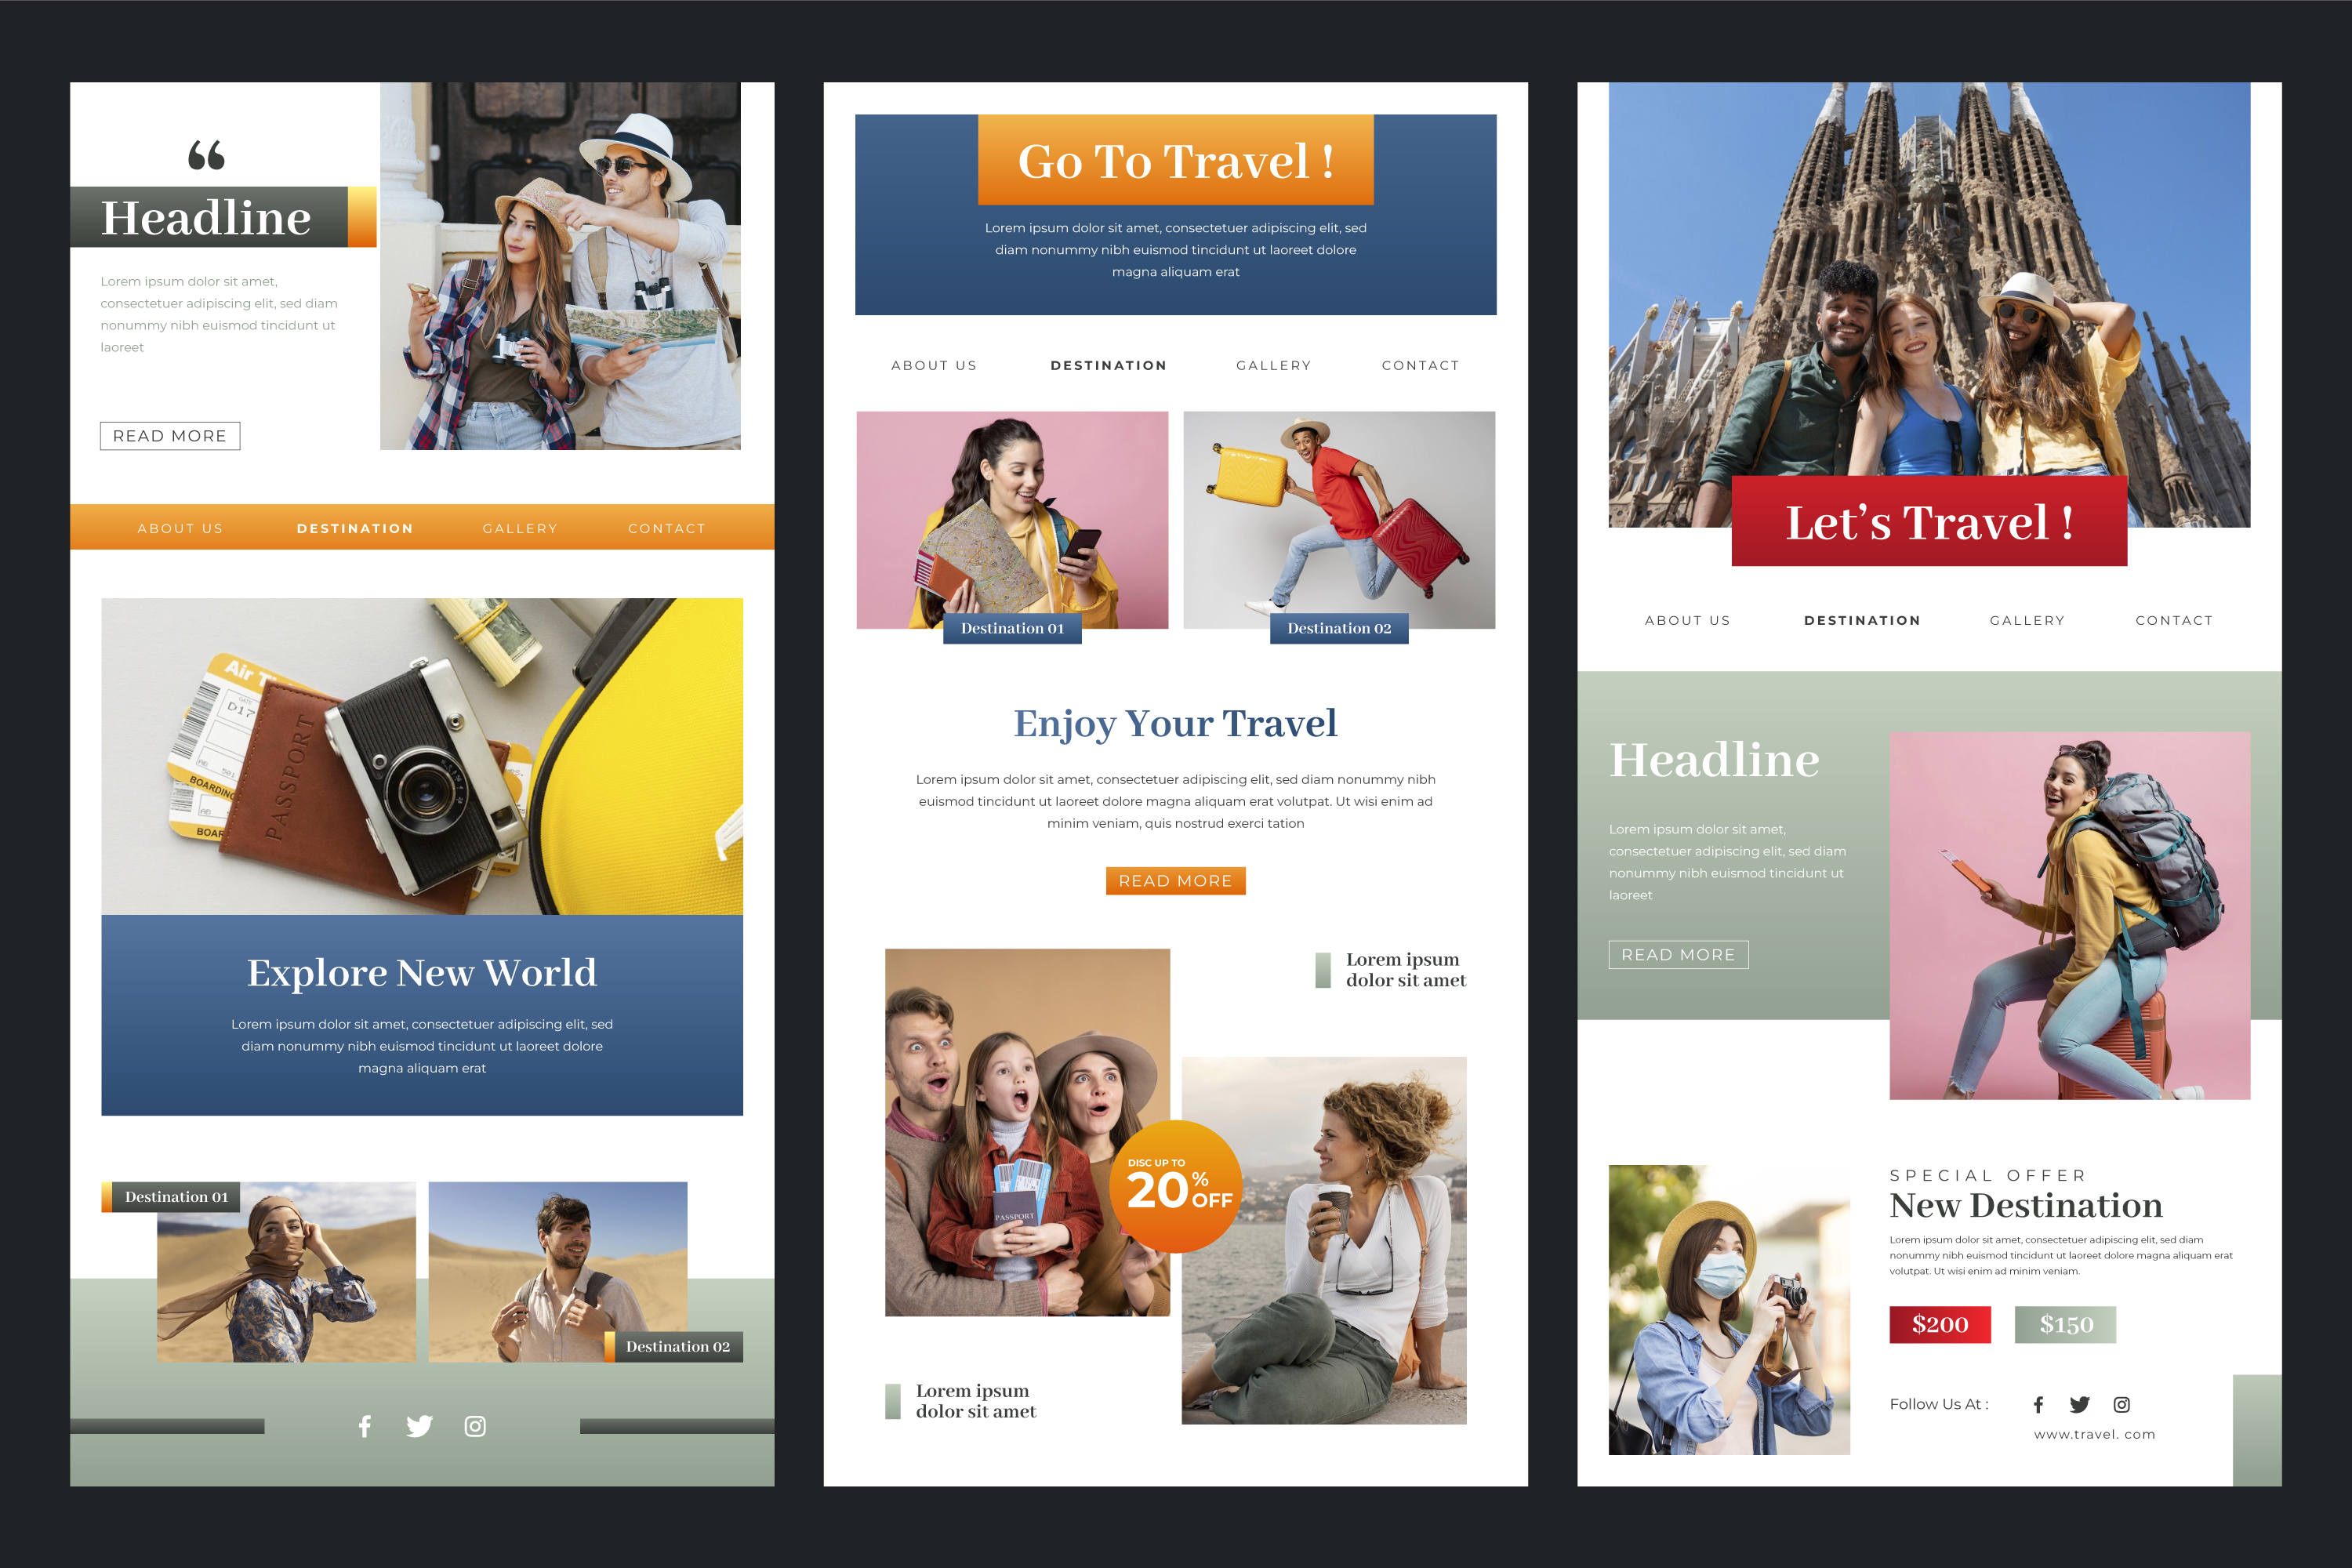 “
Headline
Lorem ipsum dolor sit amet,
consectetuer adipiscing elit, sed diam
nonummy nibh euismod tincidunt ut
laoreet
READ MORE
ABOUT US DESTINATION GALLERY CONTACT
Air
D17
BOARDING
BOAR
PASSPORT
Explore New World
Lorem ipsum dolor sit amet, consectetuer adipiscing elit, sed
diam nonummy nibh euismod tincidunt ut laoreet dolore
magna aliquam erat
Destination 01
Destination 02
Go To Travel !
Lorem ipsum dolor sit amet, consectetuer adipiscing elit, sed
diam nonummy nibh euismod tincidunt ut laoreet dolore
magna aliquam erat
ABOUT US DESTINATION GALLERY CONTACT
Destination 01
Destination 02
Enjoy Your Travel
Lorem ipsum dolor sit amet, consectetuer adipiscing elit, sed diam nonummy nibh
euismod tincidunt ut laoreet dolore magna aliquam erat volutpat. Ut wisi enim ad
minim veniam, quis nostrud exerci tation
READ MORE
Lorem ipsum
dolor sit amet
PASSPORT
DISC UP TO
20% OFF
Lorem ipsum
dolor sit amet
Let’s Travel !
ABOUT US DESTINATION GALLERY CONTACT
Headline
Lorem ipsum dolor sit amet,
consectetuer adipiscing elit, sed diam
nonummy nibh euismod tincidunt ut
laoreet
READ MORE
SPECIAL OFFER
New Destination
Lorem ipsum dolor sit amet, consectetuer adipiscing elit, sed diam
nonummy nibh euismod tincidunt ut laoreet dolore magna aliquam erat
volutpat. Ut wisi enim ad minim veniam.
$200 $150
Follow Us At :
www.travel. com